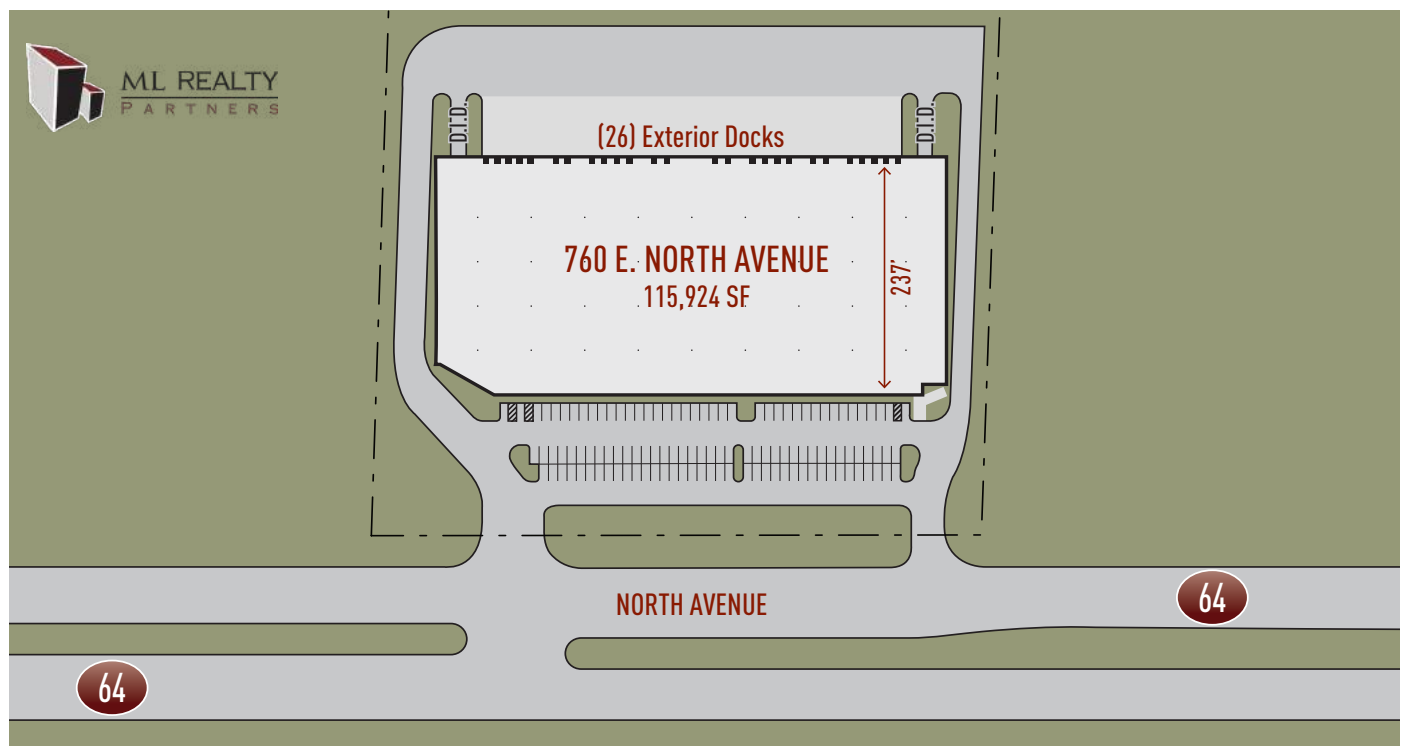 ML REALTY
PARTNERS
D.I.D.
(26) Exterior Docks
D.I.D.
760 E. NORTH AVENUE
115,924 SF
237'
NORTH AVENUE
64
64